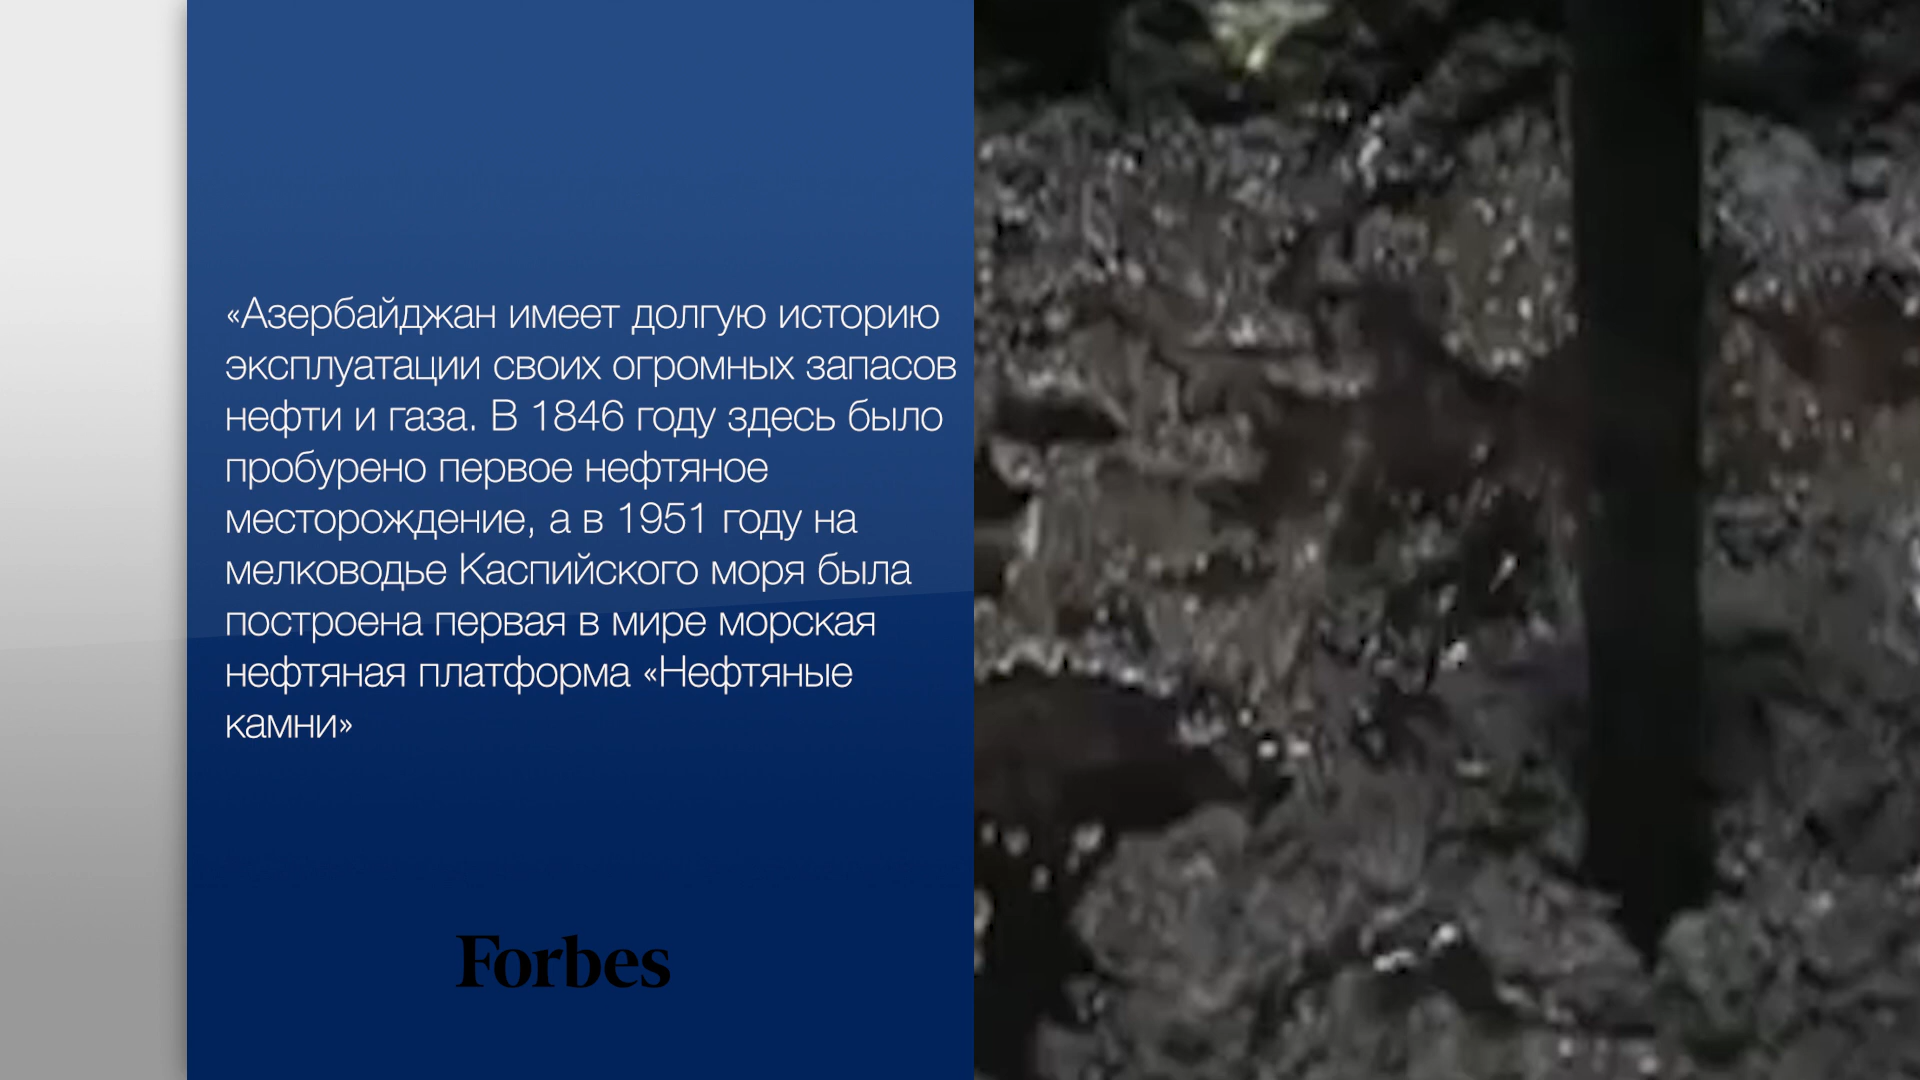 «Азербайджан имеет долгую историю
эксплуатации своих огромных запасов
нефти и газа. В 1846 году здесь было
пробурено первое нефтяное
месторождение, а в 1951 году на
мелководье Каспийского моря была
построена первая в мире морская
нефтяная платформа «Нефтяные
камни»
Forbes